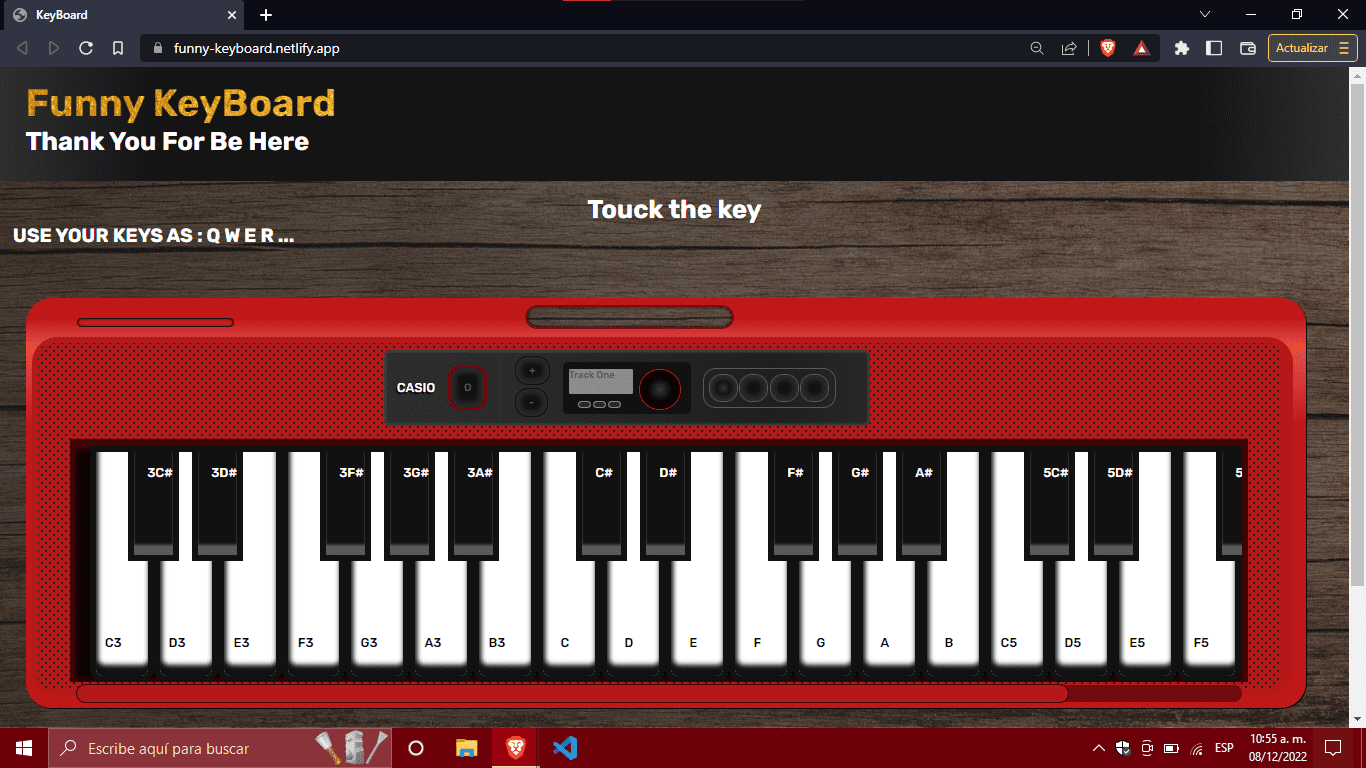 KeyBoard
funny-keyboard.netlify.app
Actualizar
Funny KeyBoard
Thank You For Be Here
Touck the key
USE YOUR KEYS AS : Q W E R ...
CASIO
O
+
-
Track One
3C# 3D# 3F# 3G# 3A# C# D# F# G# A# 5C# 5D# 5
C3 D3 E3 F3 G3 A3 B3 C D E F G A B C5 D5 E5 F5
Escribe aquí para buscar
ESP
10:55 a. m.
08/12/2022